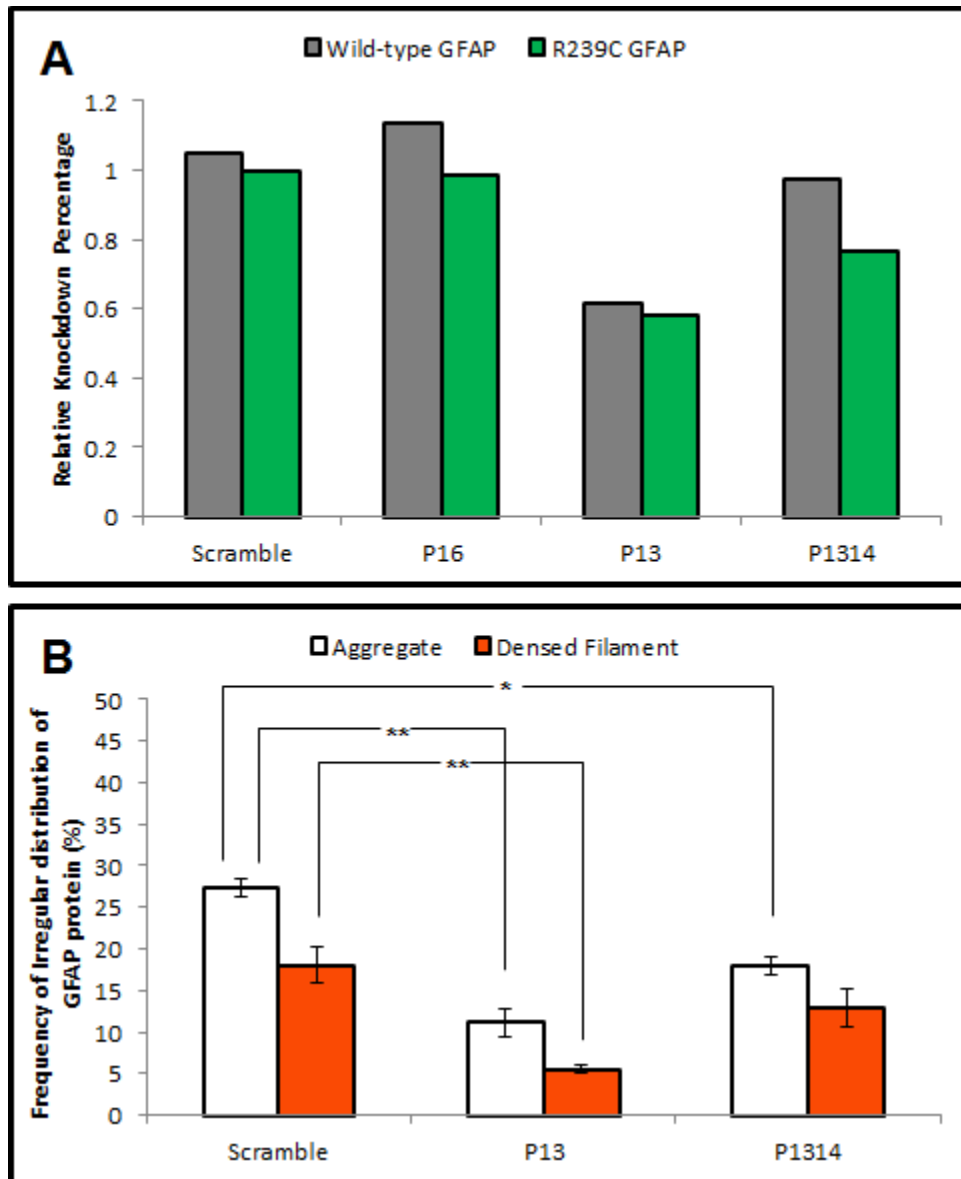 A
Wild-type GFAP R239C GFAP
Relative Knockdown Percentage
1.2
1
0.8
0.6
0.4
0.2
0
Scramble P16 P13 P1314
B
Aggregate Densed Filament
Frequency of Irregular distribution of
GFAP protein (%)
50
45
40
35
30
25
20
15
10
5
0
*
**
**
Scramble P13 P1314